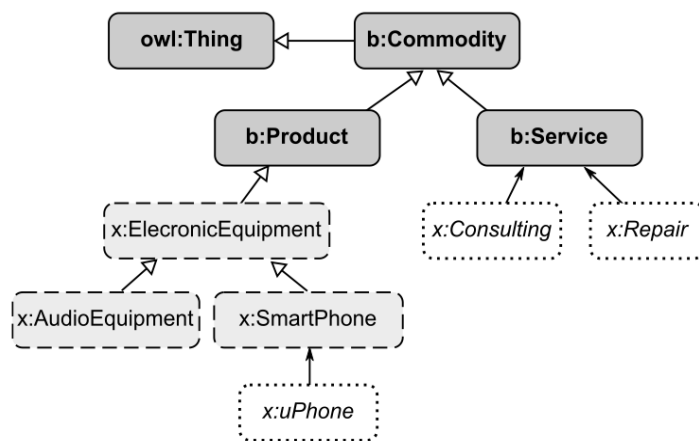 owl:Thing
b:Commodity
b:Product
b:Service
x:ElecronicEquipment
x:Consulting
x:Repair
x:AudioEquipment
x:SmartPhone
x:uPhone